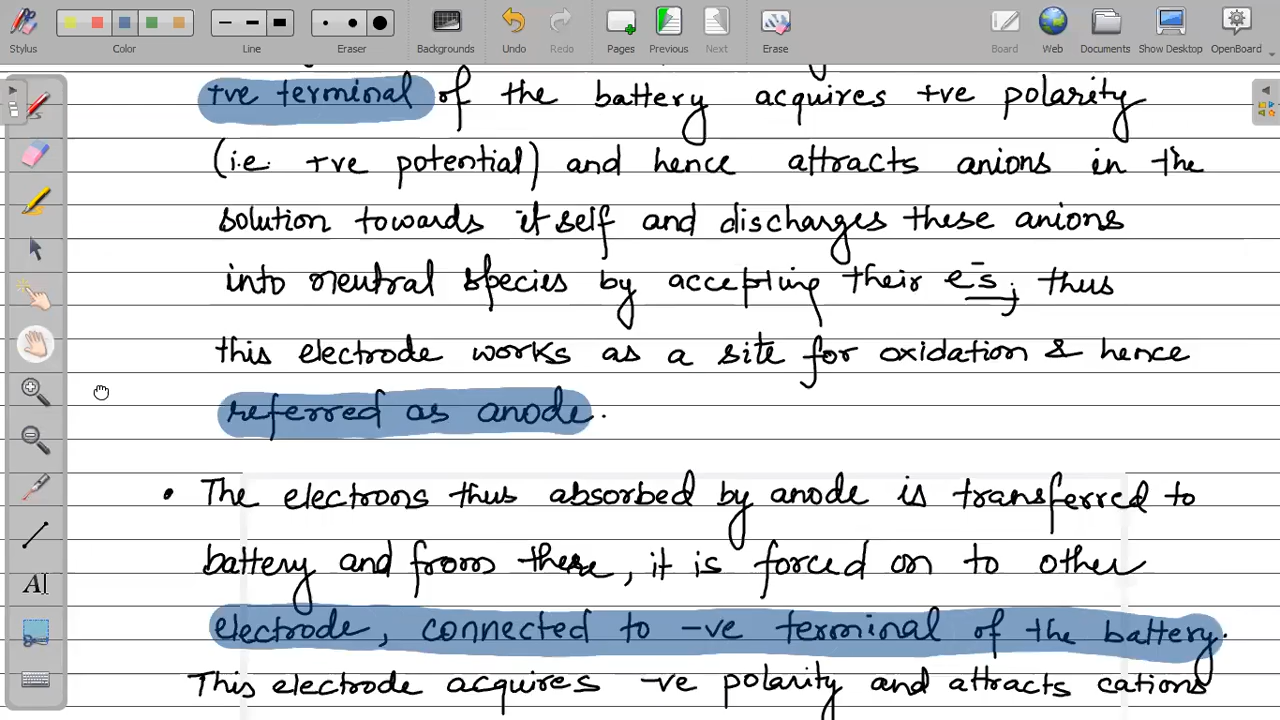 Stylus
Color
Line
Eraser
Backgrounds
Undo
Redo
Pages
Previous
Next
Erase
Board
Web
Documents
Show Desktop
OpenBoard
+ve terminal of the battery acquires +ve polarity
(i.e. +ve potential) and hence attracts anions in the
solution towards itself and discharges these anions
into neutral species by accepting their e⁻s; thus
this electrode works as a site for oxidation & hence
referred as anode.
• The electrons thus absorbed by anode is transferred to
battery and from there, it is forced on to other
electrode, connected to -ve terminal of the battery.
This electrode acquires -ve polarity and attracts cations